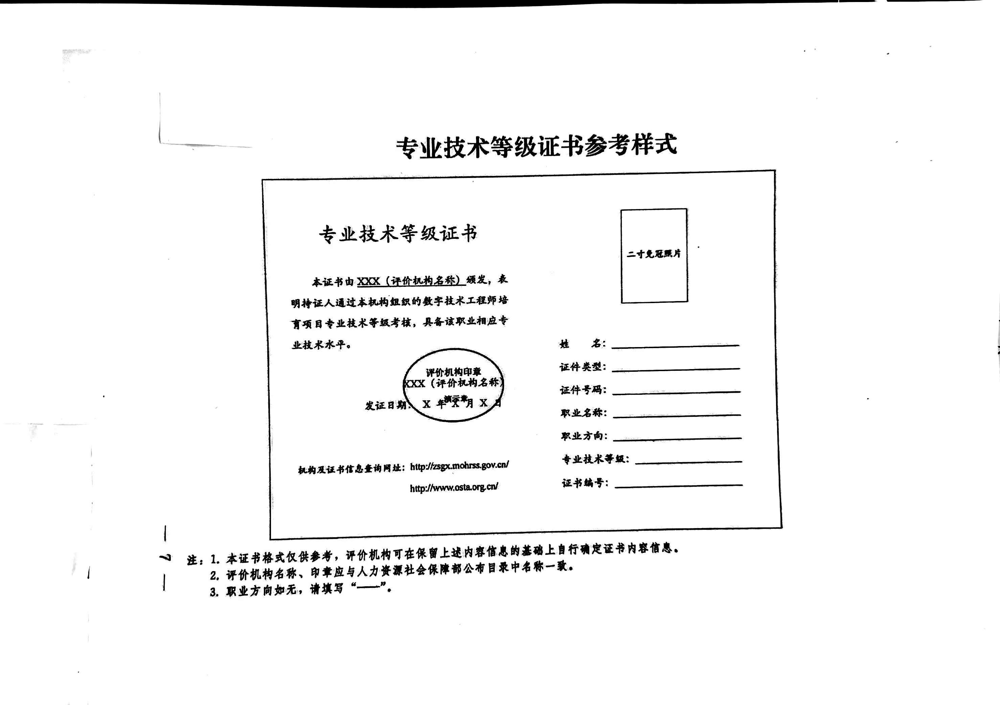 专业技术等级证书参考样式
专业技术等级证书
本证书由 XXX（评价机构名称）颁发，表
明持证人通过本机构组织的数字技术工程师培
育项目专业技术等级考核，具备该职业相应专
业技术水平。
评价机构印章
XXX（评价机构名称）
演示章
发证日期： X 年 X 月 X 日
机构及证书信息查询网址：http://zsgx.mohrss.gov.cn/
http://www.osta.org.cn/
二寸免冠照片
姓 名：
证件类型：
证件号码：
职业名称：
职业方向：
专业技术等级：
证书编号：
注：1. 本证书格式仅供参考，评价机构可在保留上述内容信息的基础上自行确定证书内容信息。
2. 评价机构名称、印章应与人力资源社会保障部公布目录中名称一致。
3. 职业方向如无，请填写“——”。
— 7 —